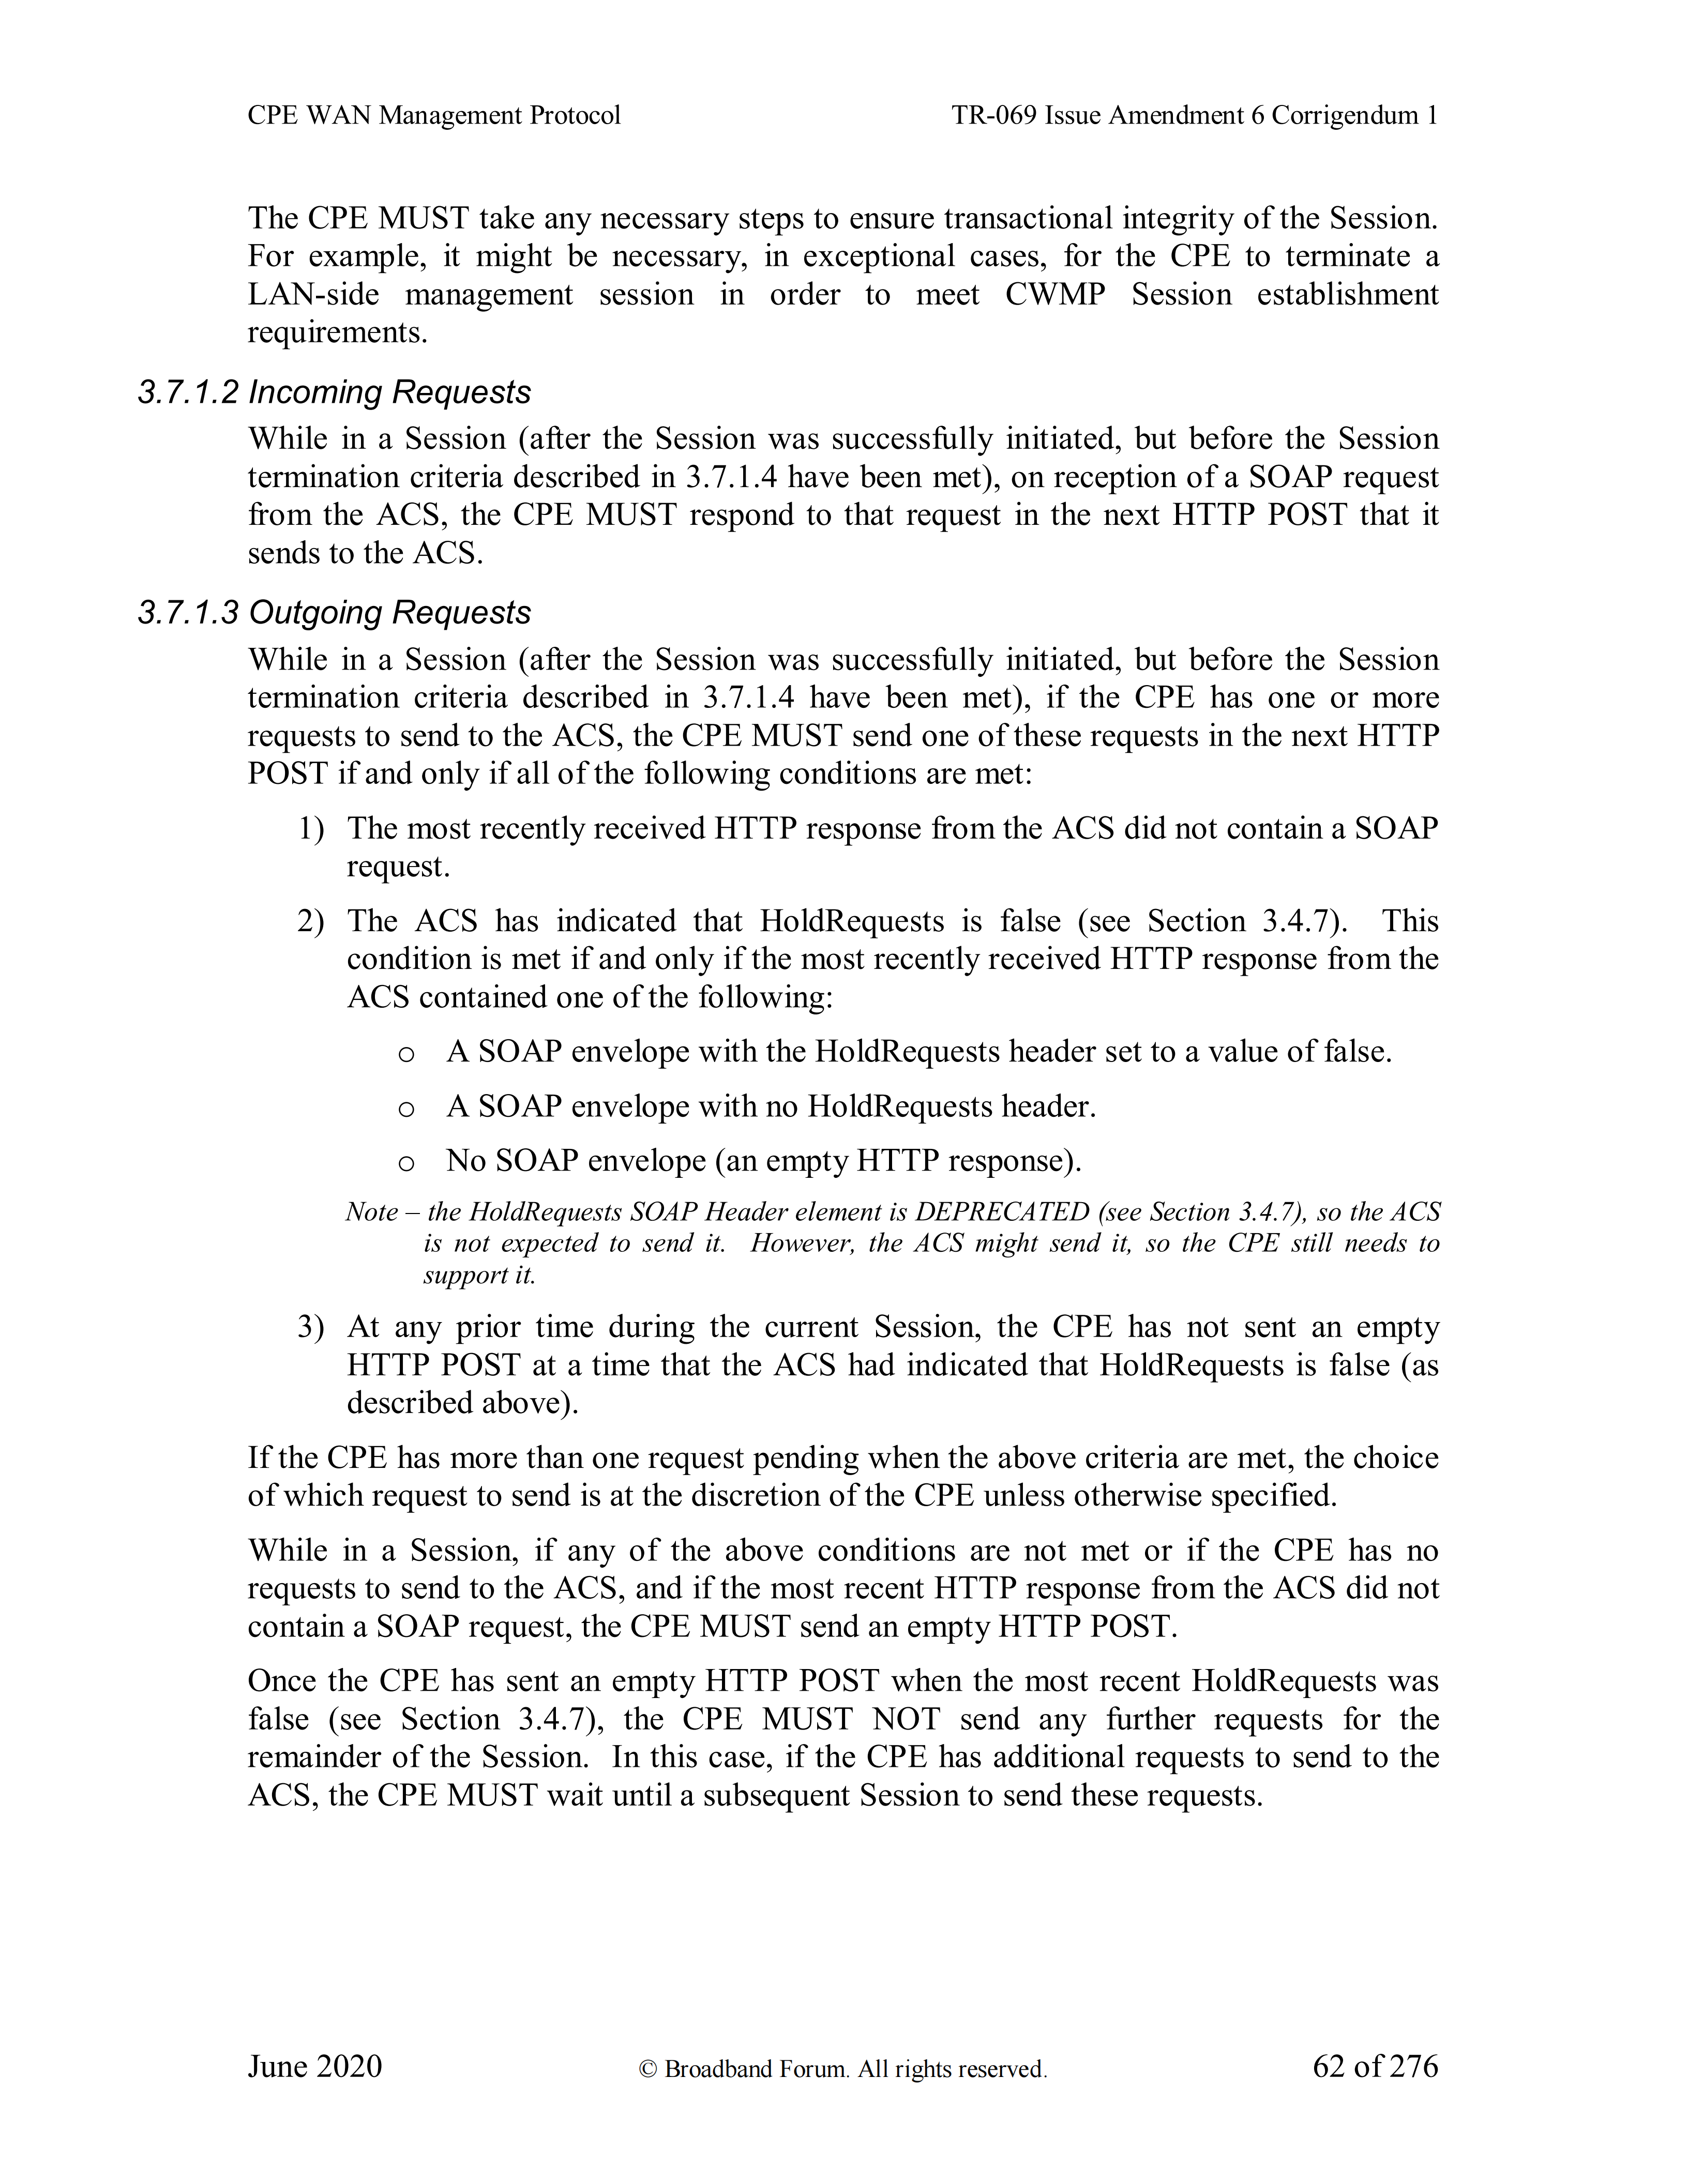 CPE WAN Management Protocol TR-069 Issue Amendment 6 Corrigendum 1
The CPE MUST take any necessary steps to ensure transactional integrity of the Session.
For example, it might be necessary, in exceptional cases, for the CPE to terminate a
LAN-side management session in order to meet CWMP Session establishment
requirements.
3.7.1.2 Incoming Requests
While in a Session (after the Session was successfully initiated, but before the Session
termination criteria described in 3.7.1.4 have been met), on reception of a SOAP request
from the ACS, the CPE MUST respond to that request in the next HTTP POST that it
sends to the ACS.
3.7.1.3 Outgoing Requests
While in a Session (after the Session was successfully initiated, but before the Session
termination criteria described in 3.7.1.4 have been met), if the CPE has one or more
requests to send to the ACS, the CPE MUST send one of these requests in the next HTTP
POST if and only if all of the following conditions are met:
1) The most recently received HTTP response from the ACS did not contain a SOAP
request.
2) The ACS has indicated that HoldRequests is false (see Section 3.4.7). This
condition is met if and only if the most recently received HTTP response from the
ACS contained one of the following:
o A SOAP envelope with the HoldRequests header set to a value of false.
o A SOAP envelope with no HoldRequests header.
o No SOAP envelope (an empty HTTP response).
Note – the HoldRequests SOAP Header element is DEPRECATED (see Section 3.4.7), so the ACS
is not expected to send it. However, the ACS might send it, so the CPE still needs to
support it.
3) At any prior time during the current Session, the CPE has not sent an empty
HTTP POST at a time that the ACS had indicated that HoldRequests is false (as
described above).
If the CPE has more than one request pending when the above criteria are met, the choice
of which request to send is at the discretion of the CPE unless otherwise specified.
While in a Session, if any of the above conditions are not met or if the CPE has no
requests to send to the ACS, and if the most recent HTTP response from the ACS did not
contain a SOAP request, the CPE MUST send an empty HTTP POST.
Once the CPE has sent an empty HTTP POST when the most recent HoldRequests was
false (see Section 3.4.7), the CPE MUST NOT send any further requests for the
remainder of the Session. In this case, if the CPE has additional requests to send to the
ACS, the CPE MUST wait until a subsequent Session to send these requests.
June 2020 © Broadband Forum. All rights reserved. 62 of 276